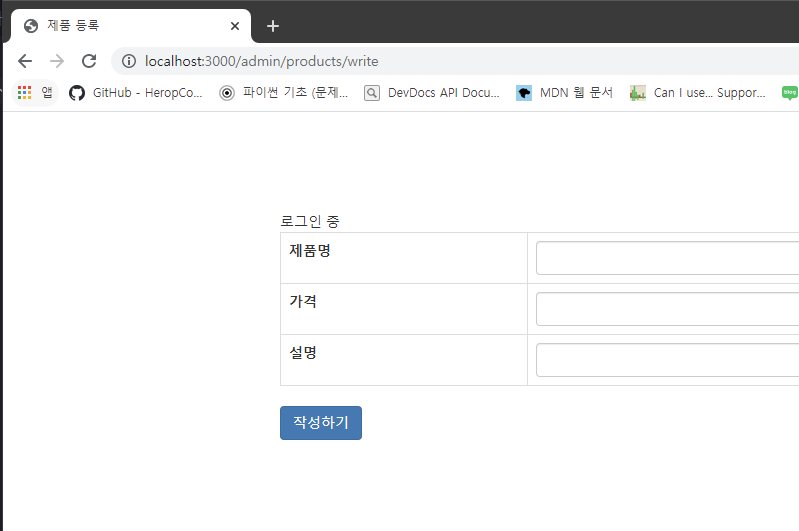 제품 등록
localhost:3000/admin/products/write
앱 GitHub - HeropCo... 파이썬 기초 (문제... DevDocs API Docu... MDN 웹 문서 Can I use... Suppor... blog
로그인 중
제품명
가격
설명
작성하기